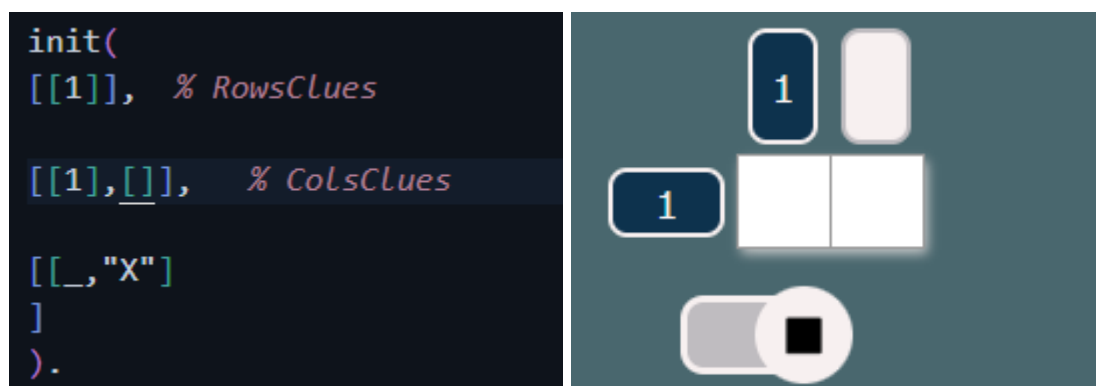 init(
[[1]], % RowsClues
[[1],[]], % ColsClues
[[_,"X"]
]
).
1
1